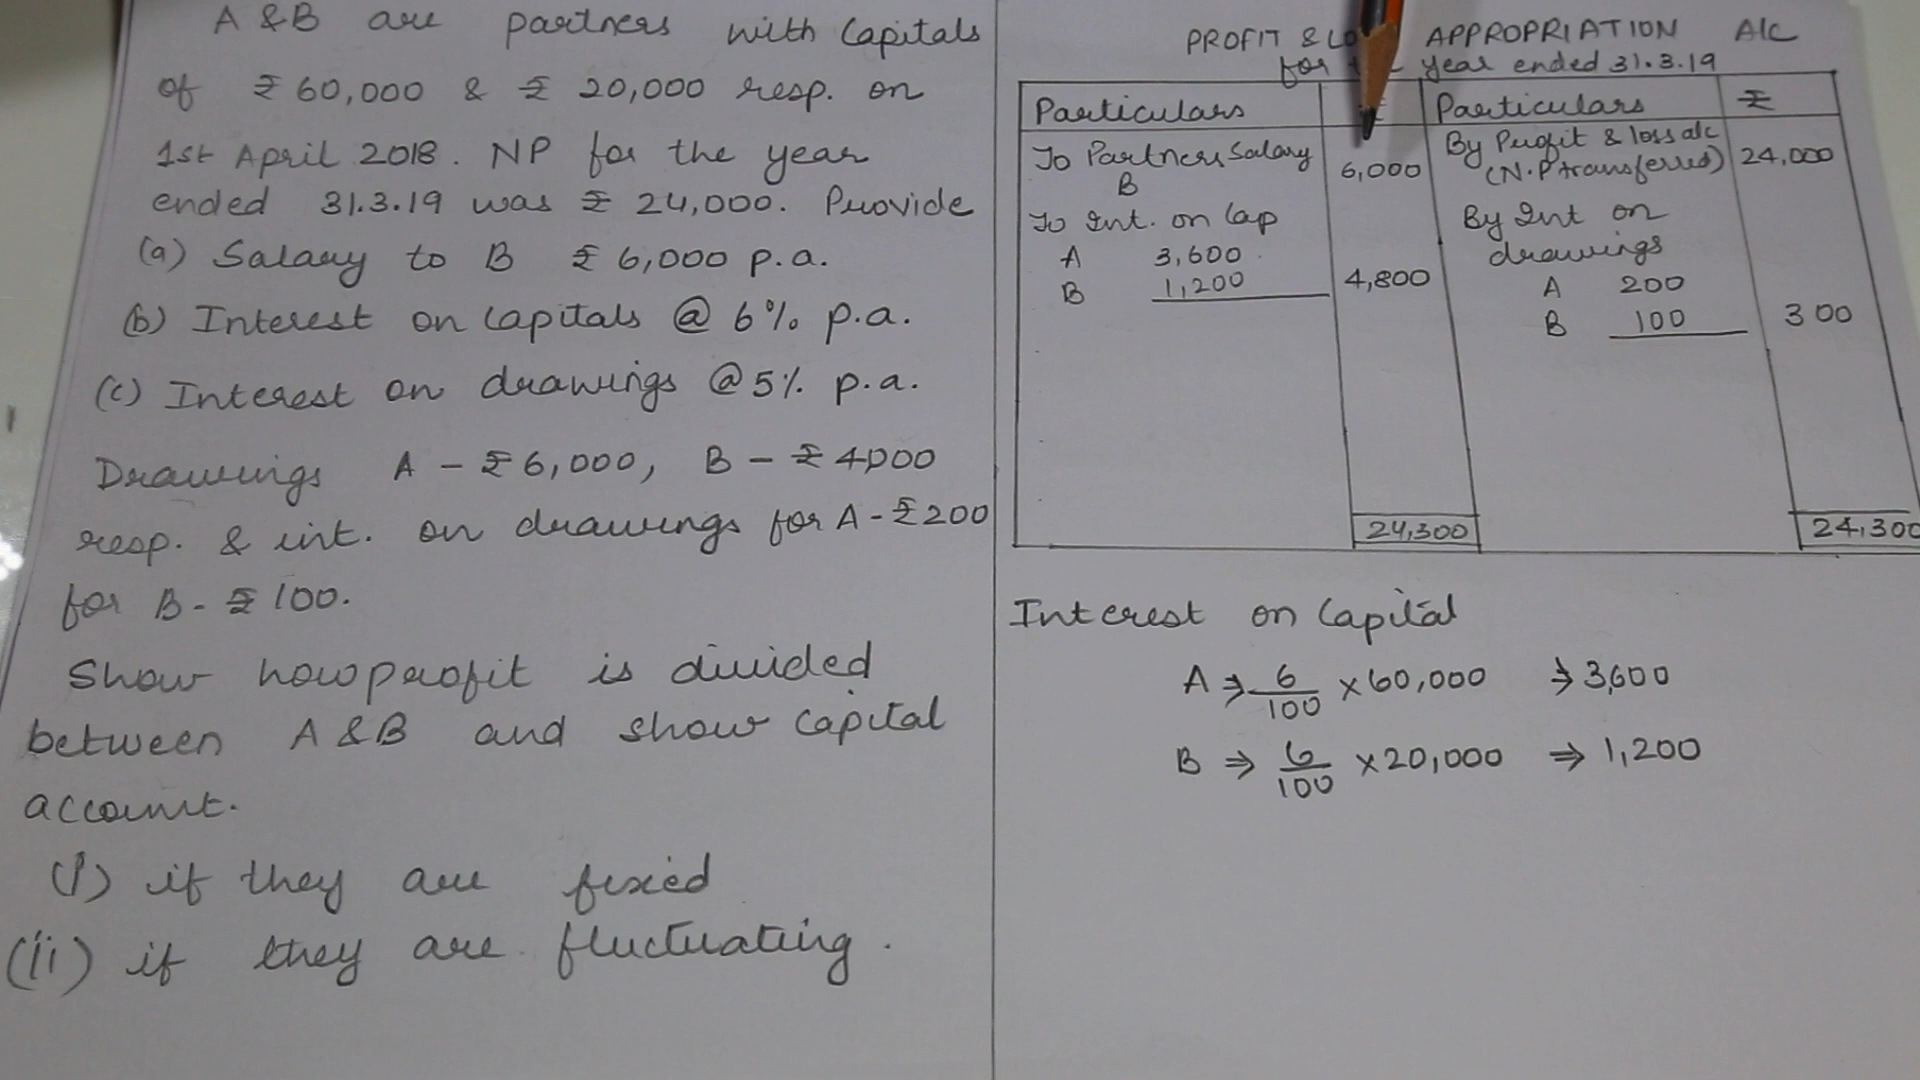 A & B are partners with Capitals
of ₹ 60,000 & ₹ 20,000 resp. on
1st April 2018. NP for the year
ended 31.3.19 was ₹ 24,000. Provide
(a) Salary to B ₹ 6,000 p.a.
(b) Interest on Capitals @ 6% p.a.
(c) Interest on drawings @ 5% p.a.
Drawings A - ₹ 6,000, B - ₹ 4000
resp. & int. on drawings for A - ₹ 200
for B - ₹ 100.
Show how profit is divided
between A & B and show Capital
account.
(i) if they are fixed
(ii) if they are fluctuating.
PROFIT & APPROPRIATION A/c
for year ended 31.3.19
Particulars Particulars ₹
To Partners Salary
B 6,000
By Profit & loss a/c
(N.P transferred) 24,000
To Int. on Cap
A 3,600
B 1,200 4,800
By Int on
drawings
A 200
B 100 300
24,300 24,300
Interest on Capital
A ⇒ 6/100 × 60,000 ⇒ 3,600
B ⇒ 6/100 × 20,000 ⇒ 1,200